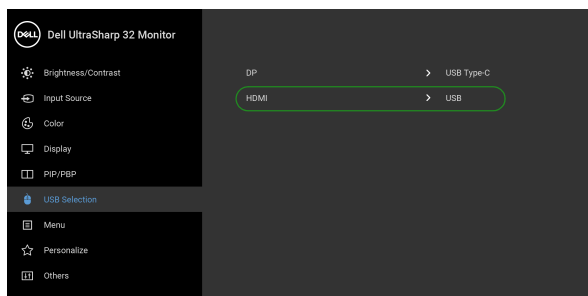 DELL Dell UltraSharp 32 Monitor
Brightness/Contrast
DP > USB Type-C
Input Source
HDMI > USB
Color
Display
PIP/PBP
USB Selection
Menu
Personalize
Others